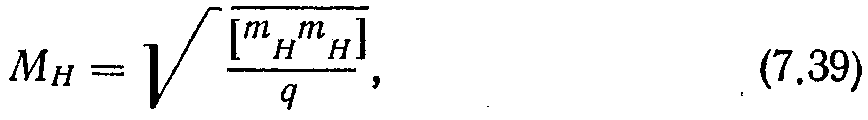 M_H = √([m_H m_H] / q), (7.39)